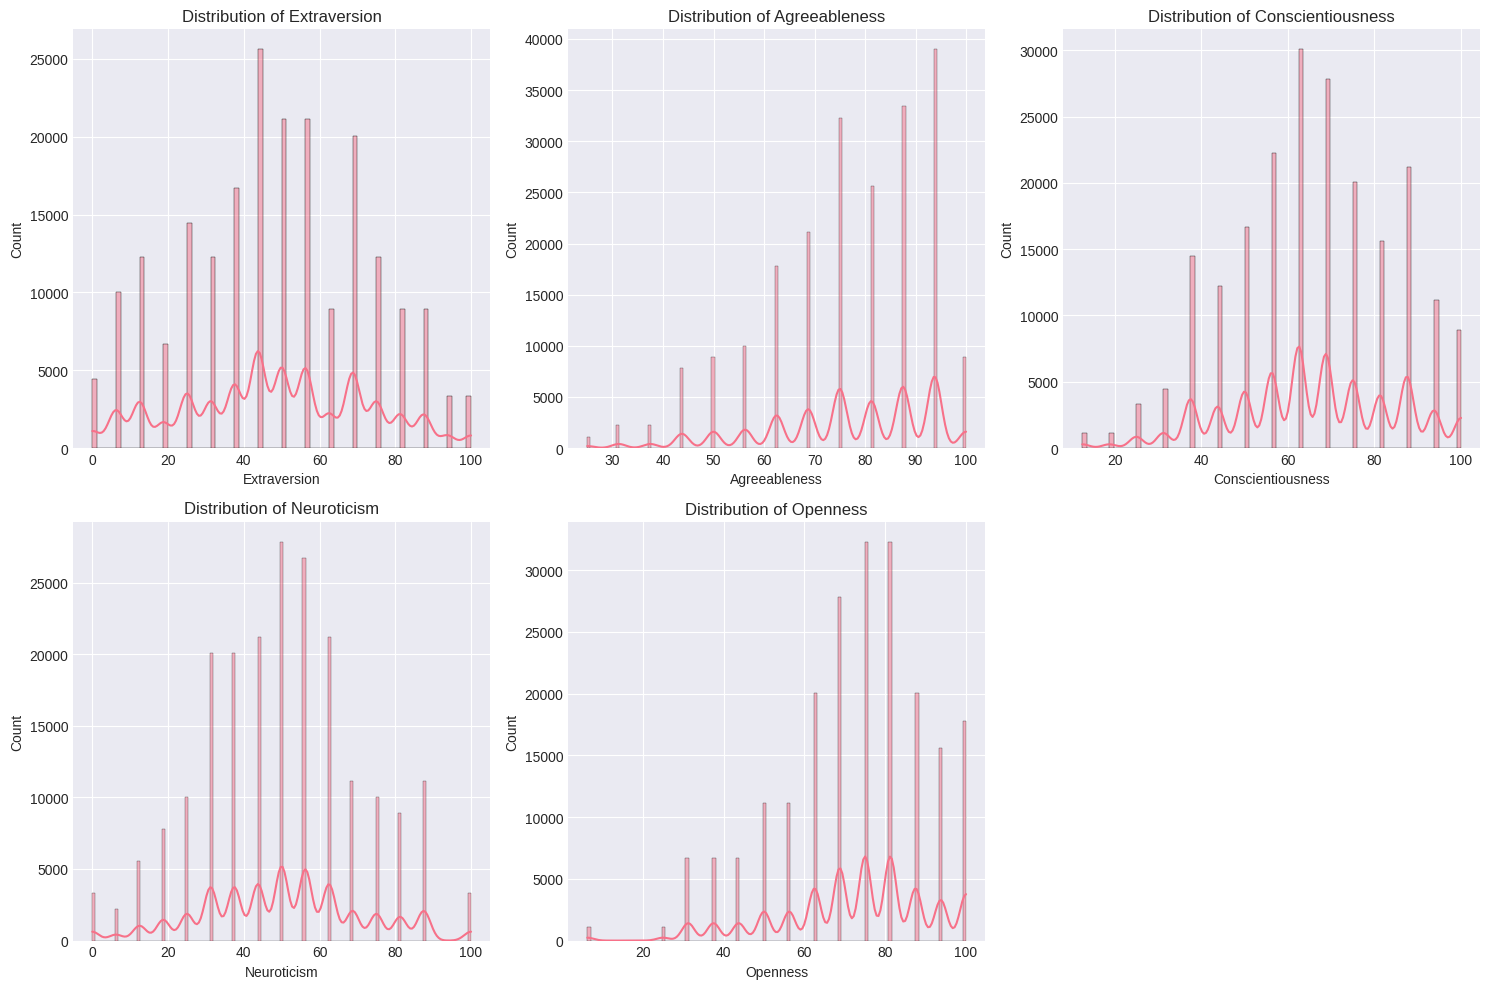 Distribution of Extraversion
Count
25000
20000
15000
10000
5000
0
0 20 40 60 80 100
Extraversion
Distribution of Agreeableness
Count
40000
35000
30000
25000
20000
15000
10000
5000
0
30 40 50 60 70 80 90 100
Agreeableness
Distribution of Conscientiousness
Count
30000
25000
20000
15000
10000
5000
0
20 40 60 80 100
Conscientiousness
Distribution of Neuroticism
Count
25000
20000
15000
10000
5000
0
0 20 40 60 80 100
Neuroticism
Distribution of Openness
Count
30000
25000
20000
15000
10000
5000
0
20 40 60 80 100
Openness